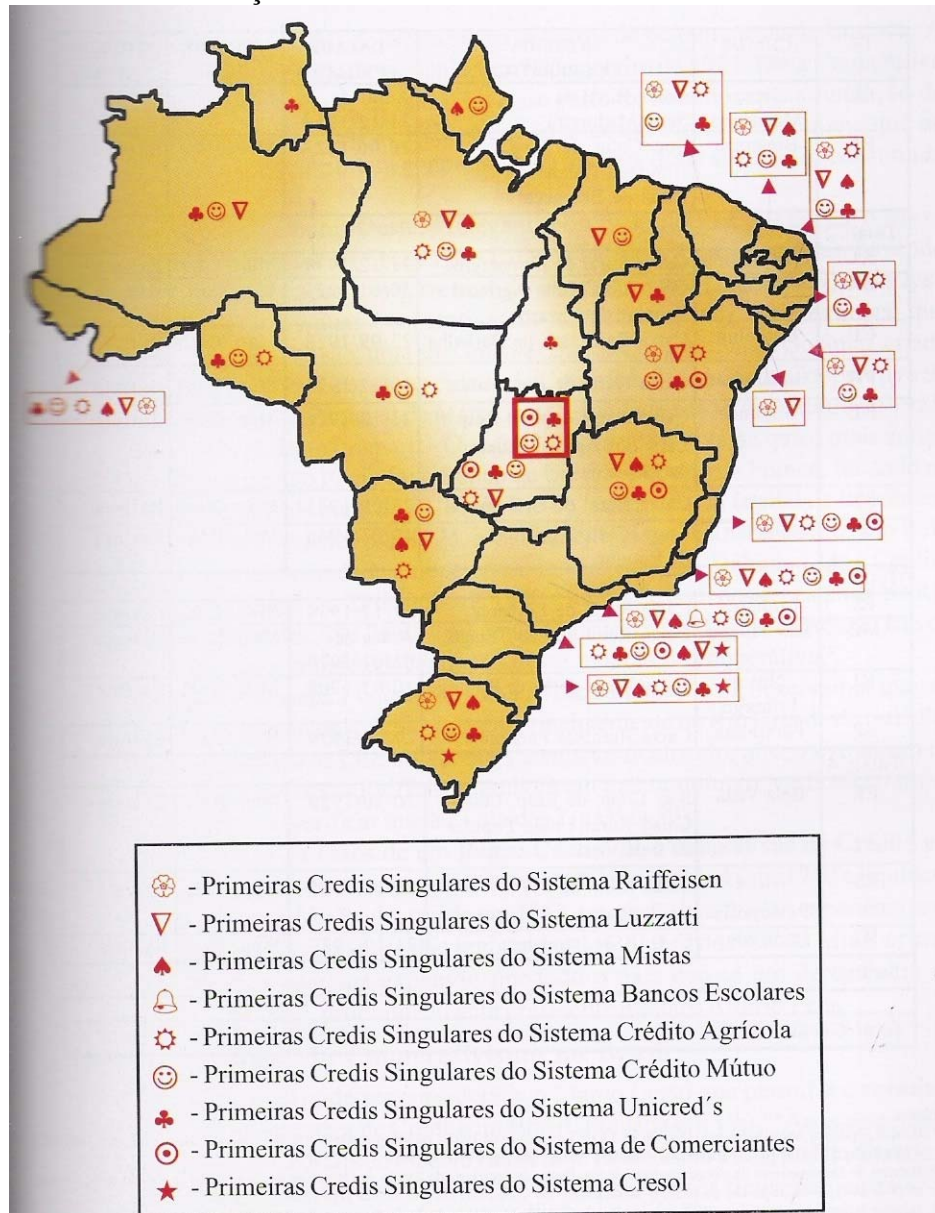 - Primeiras Credis Singulares do Sistema Raiffeisen
- Primeiras Credis Singulares do Sistema Luzzatti
- Primeiras Credis Singulares do Sistema Mistas
- Primeiras Credis Singulares do Sistema Bancos Escolares
- Primeiras Credis Singulares do Sistema Crédito Agrícola
- Primeiras Credis Singulares do Sistema Crédito Mútuo
- Primeiras Credis Singulares do Sistema Unicred´s
- Primeiras Credis Singulares do Sistema de Comerciantes
- Primeiras Credis Singulares do Sistema Cresol